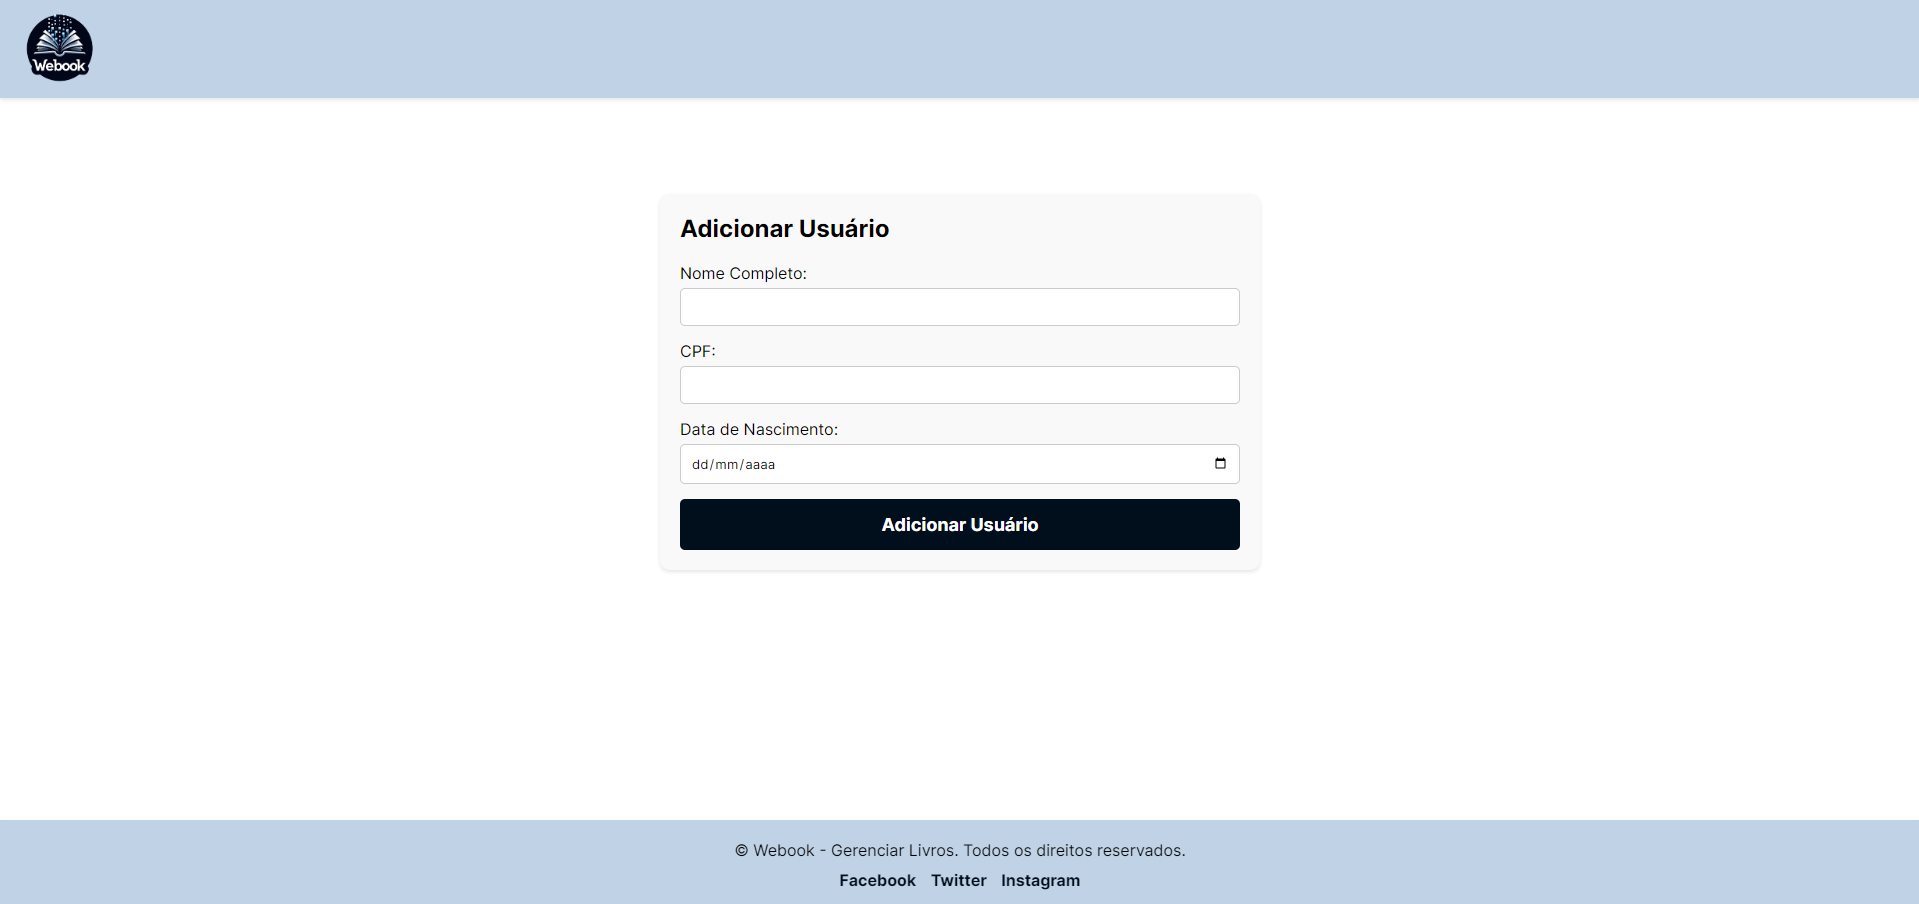 Webook
Adicionar Usuário
Nome Completo:
CPF:
Data de Nascimento:
dd/mm/aaaa
Adicionar Usuário
© Webook - Gerenciar Livros. Todos os direitos reservados.
Facebook Twitter Instagram